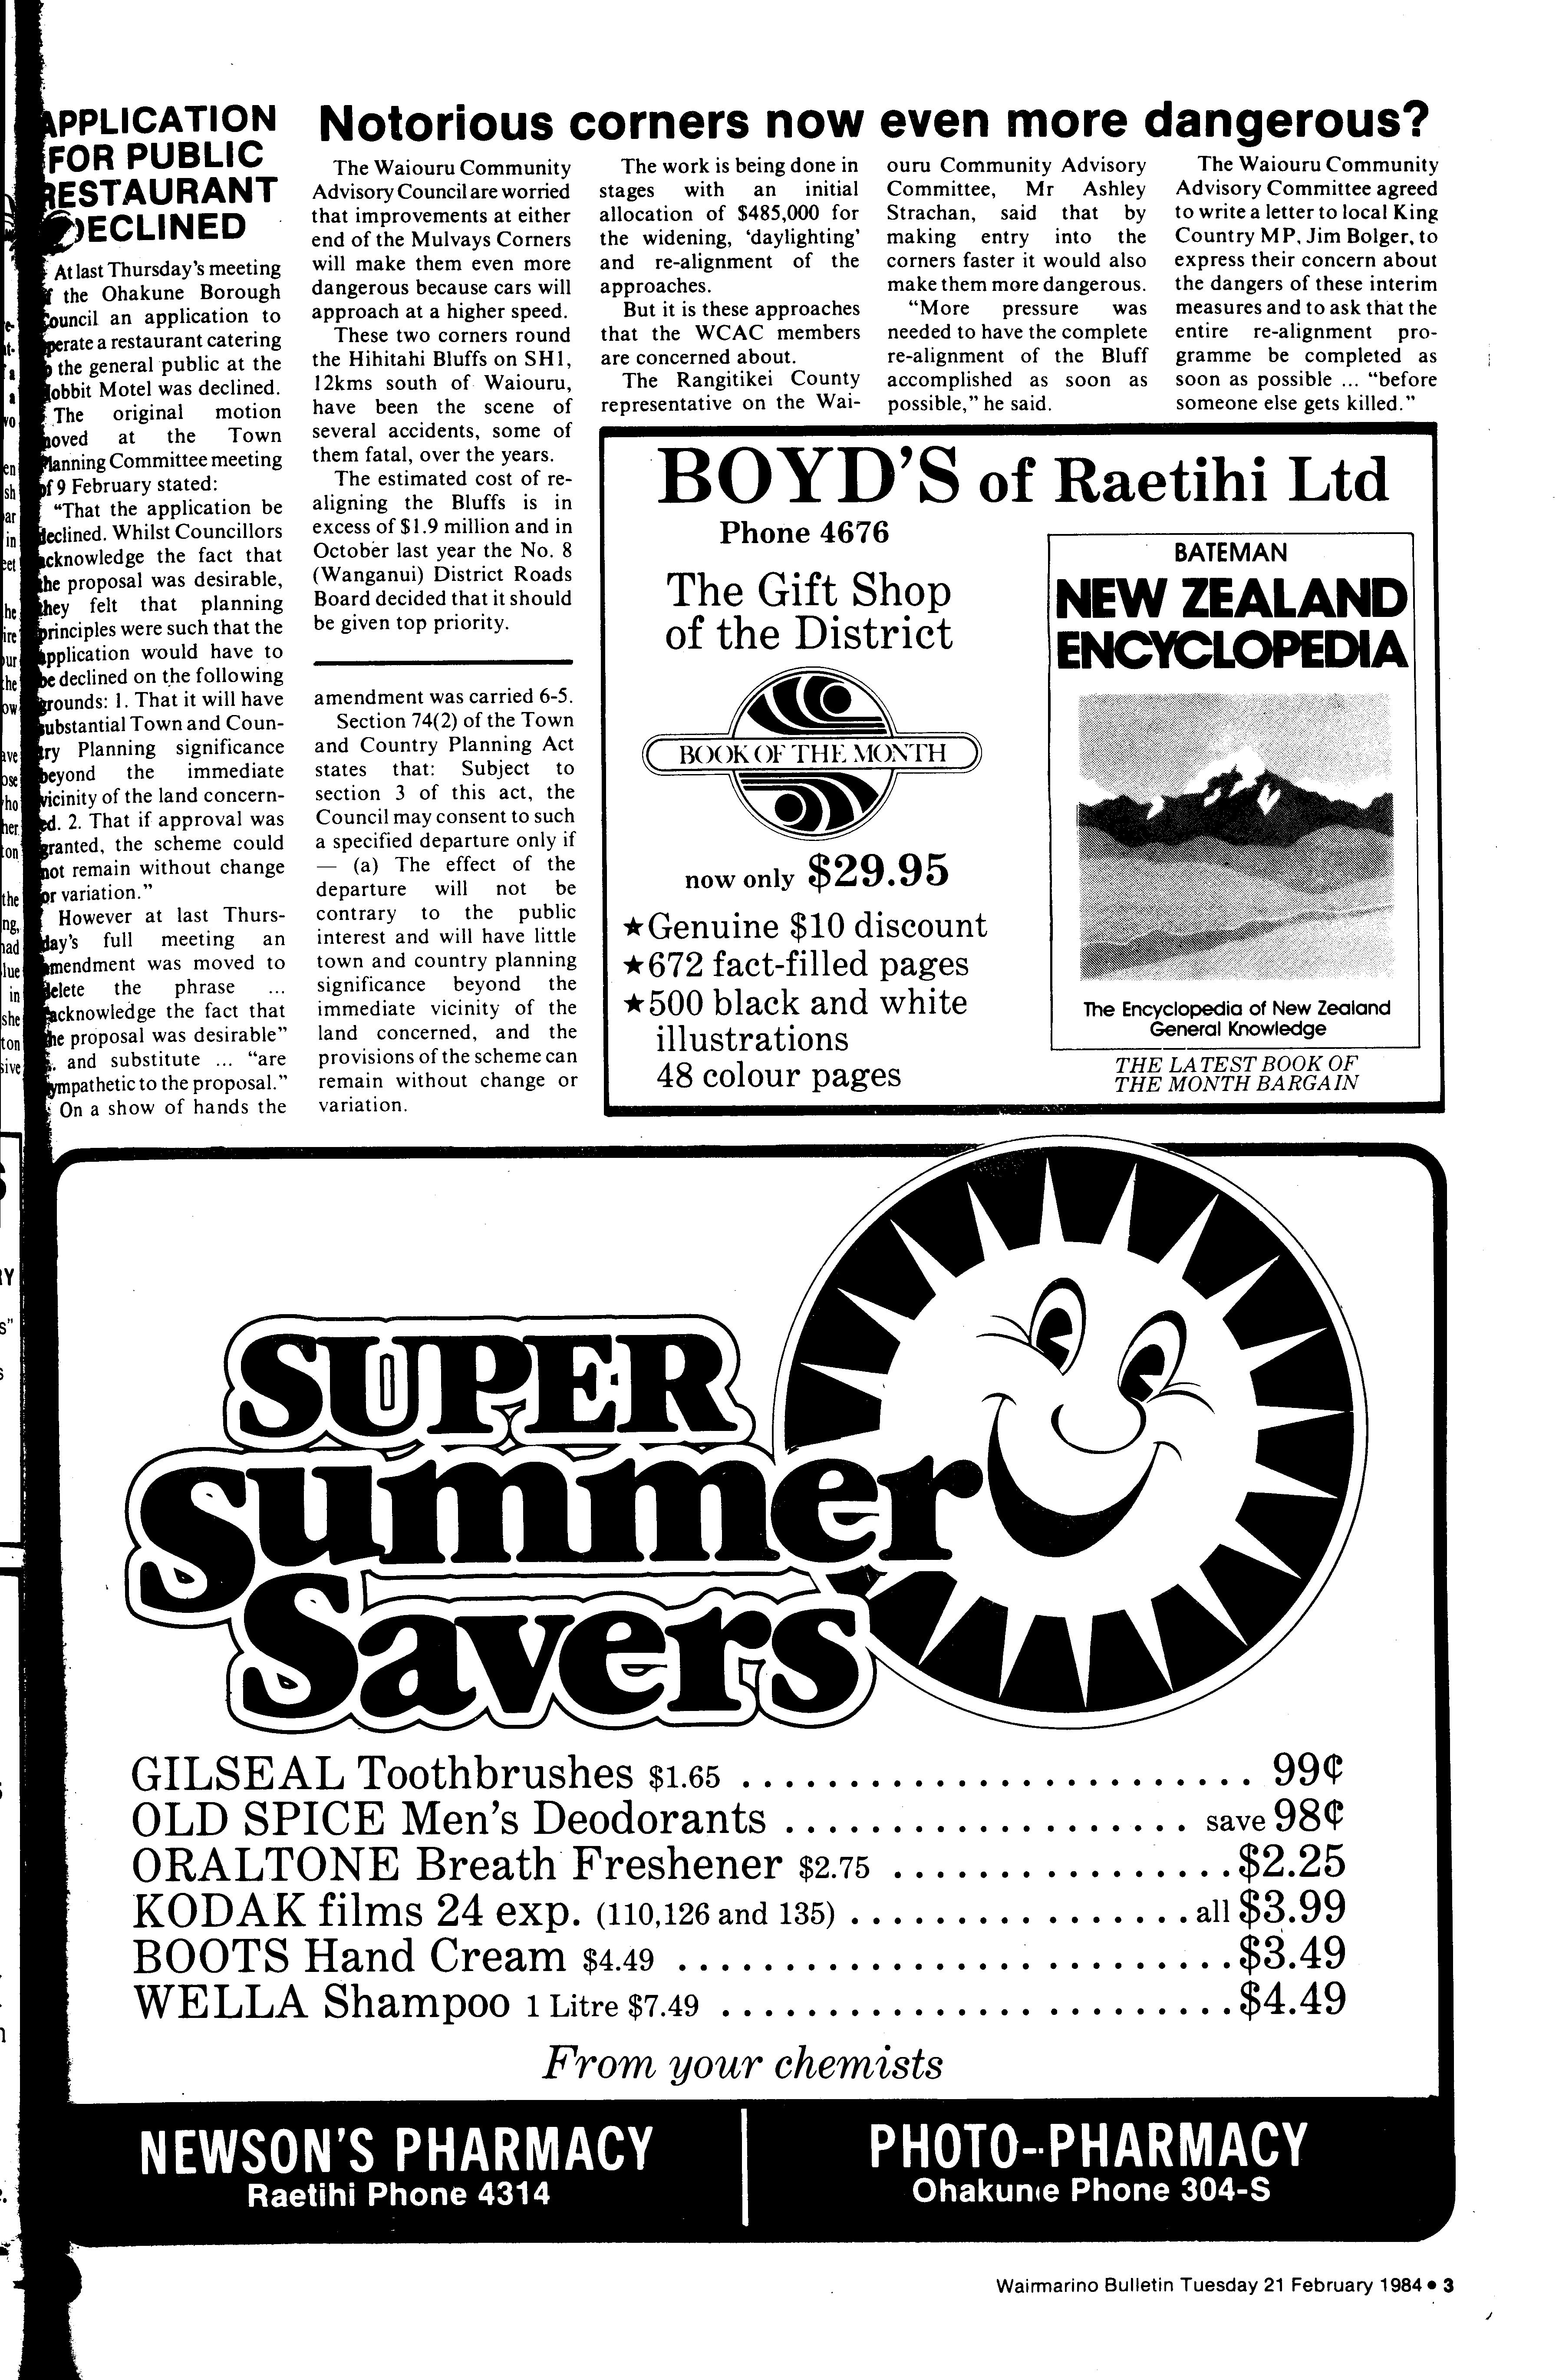 APPLICATION
FOR PUBLIC
RESTAURANT
DECLINED
At last Thursday's meeting
of the Ohakune Borough
Council an application to
operate a restaurant catering
to the general public at the
Hobbit Motel was declined.
The original motion
moved at the Town
Planning Committee meeting
of 9 February stated:
"That the application be
declined. Whilst Councillors
acknowledge the fact that
the proposal was desirable,
they felt that planning
principles were such that the
application would have to
be declined on the following
grounds: 1. That it will have
substantial Town and Coun-
try Planning significance
beyond the immediate
vicinity of the land concern-
ed. 2. That if approval was
granted, the scheme could
not remain without change
or variation."
However at last Thurs-
day's full meeting an
amendment was moved to
delete the phrase ...
"acknowledge the fact that
the proposal was desirable"
... and substitute ... "are
sympathetic to the proposal."
On a show of hands the
amendment was carried 6-5.
Section 74(2) of the Town
and Country Planning Act
states that: Subject to
section 3 of this act, the
Council may consent to such
a specified departure only if
— (a) The effect of the
departure will not be
contrary to the public
interest and will have little
town and country planning
significance beyond the
immediate vicinity of the
land concerned, and the
provisions of the scheme can
remain without change or
variation.
Notorious corners now even more dangerous?
The Waiouru Community
Advisory Council are worried
that improvements at either
end of the Mulvays Corners
will make them even more
dangerous because cars will
approach at a higher speed.
These two corners round
the Hihitahi Bluffs on SH1,
12kms south of Waiouru,
have been the scene of
several accidents, some of
them fatal, over the years.
The estimated cost of re-
aligning the Bluffs is in
excess of $1.9 million and in
October last year the No. 8
(Wanganui) District Roads
Board decided that it should
be given top priority.
The work is being done in
stages with an initial
allocation of $485,000 for
the widening, 'daylighting'
and re-alignment of the
approaches.
But it is these approaches
that the WCAC members
are concerned about.
The Rangitikei County
representative on the Wai-
ouru Community Advisory
Committee, Mr Ashley
Strachan, said that by
making entry into the
corners faster it would also
make them more dangerous.
"More pressure was
needed to have the complete
re-alignment of the Bluff
accomplished as soon as
possible," he said.
The Waiouru Community
Advisory Committee agreed
to write a letter to local King
Country MP, Jim Bolger, to
express their concern about
the dangers of these interim
measures and to ask that the
entire re-alignment pro-
gramme be completed as
soon as possible ... "before
someone else gets killed."
BOYD'S of Raetihi Ltd
Phone 4676
The Gift Shop
of the District
BOOK OF THE MONTH
now only $29.95
★Genuine $10 discount
★672 fact-filled pages
★500 black and white
illustrations
48 colour pages
BATEMAN
NEW ZEALAND
ENCYCLOPEDIA
The Encyclopedia of New Zealand
General Knowledge
THE LATEST BOOK OF
THE MONTH BARGAIN
SUPER
Summer
Savers
GILSEAL Toothbrushes $1.65 ........................ 99¢
OLD SPICE Men's Deodorants ................... save 98¢
ORALTONE Breath Freshener $2.75 ................ $2.25
KODAK films 24 exp. (110,126 and 135) ................ all $3.99
BOOTS Hand Cream $4.49 ......................... $3.49
WELLA Shampoo 1 Litre $7.49 ....................... $4.49
From your chemists
NEWSON'S PHARMACY
Raetihi Phone 4314
PHOTO-PHARMACY
Ohakune Phone 304-S
Waimarino Bulletin Tuesday 21 February 1984 • 3